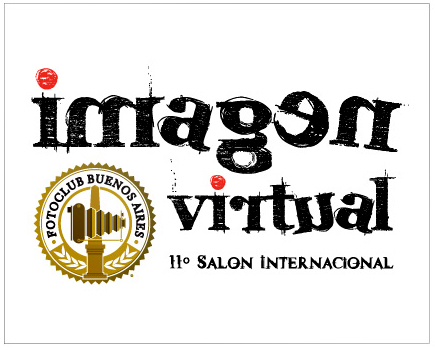 imagen
virtual
FOTOCLUB BUENOS AIRES
11º SALON INTERNACIONAL